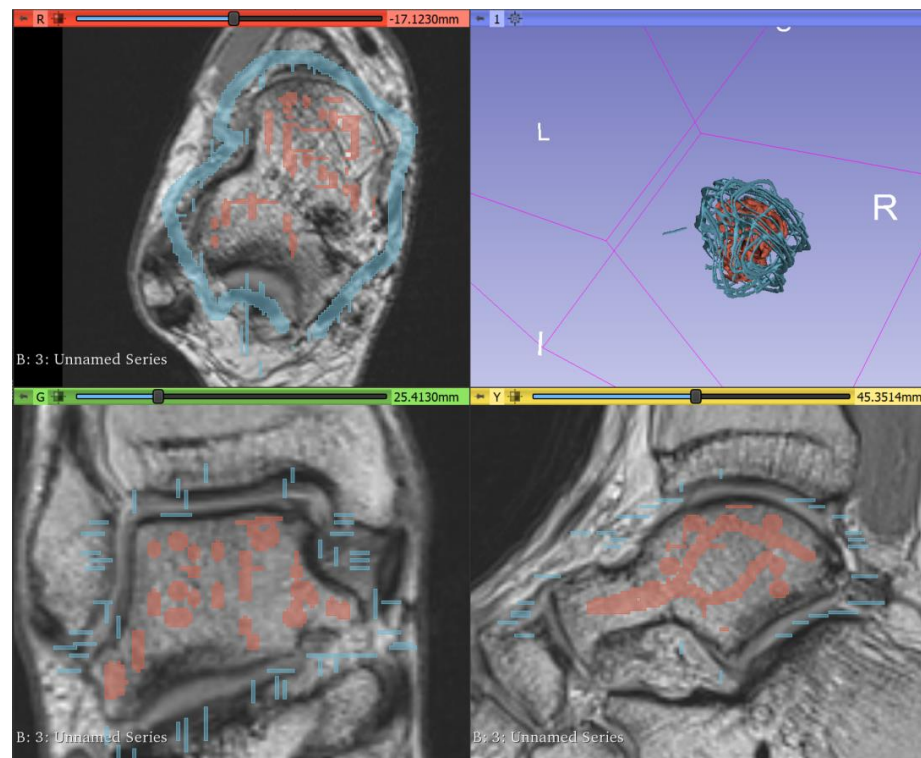 R -17.1230mm
1
L
R
I
B: 3: Unnamed Series
G 25.4130mm
Y 45.3514mm
B: 3: Unnamed Series
B: 3: Unnamed Series